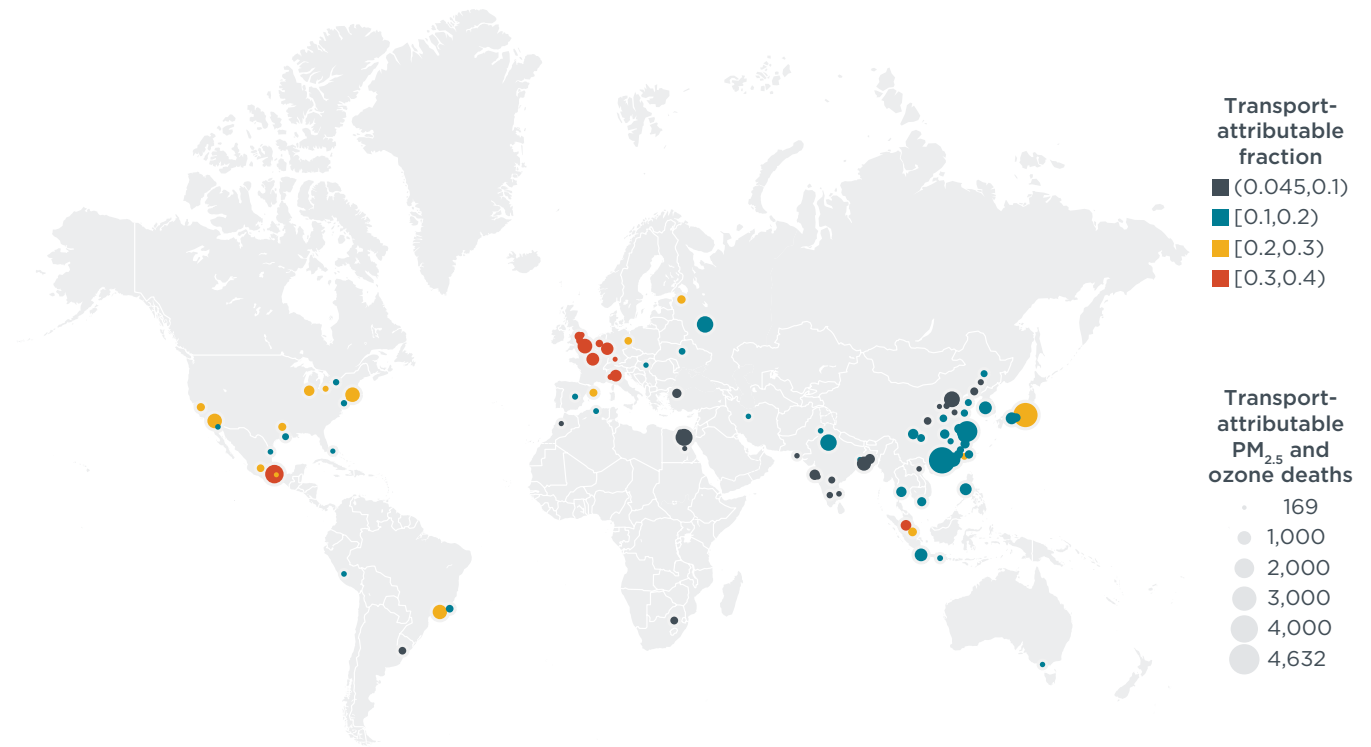 Transport-
attributable
fraction
(0.045,0.1)
[0.1,0.2)
[0.2,0.3)
[0.3,0.4)
Transport-
attributable
PM2.5 and
ozone deaths
169
1,000
2,000
3,000
4,000
4,632